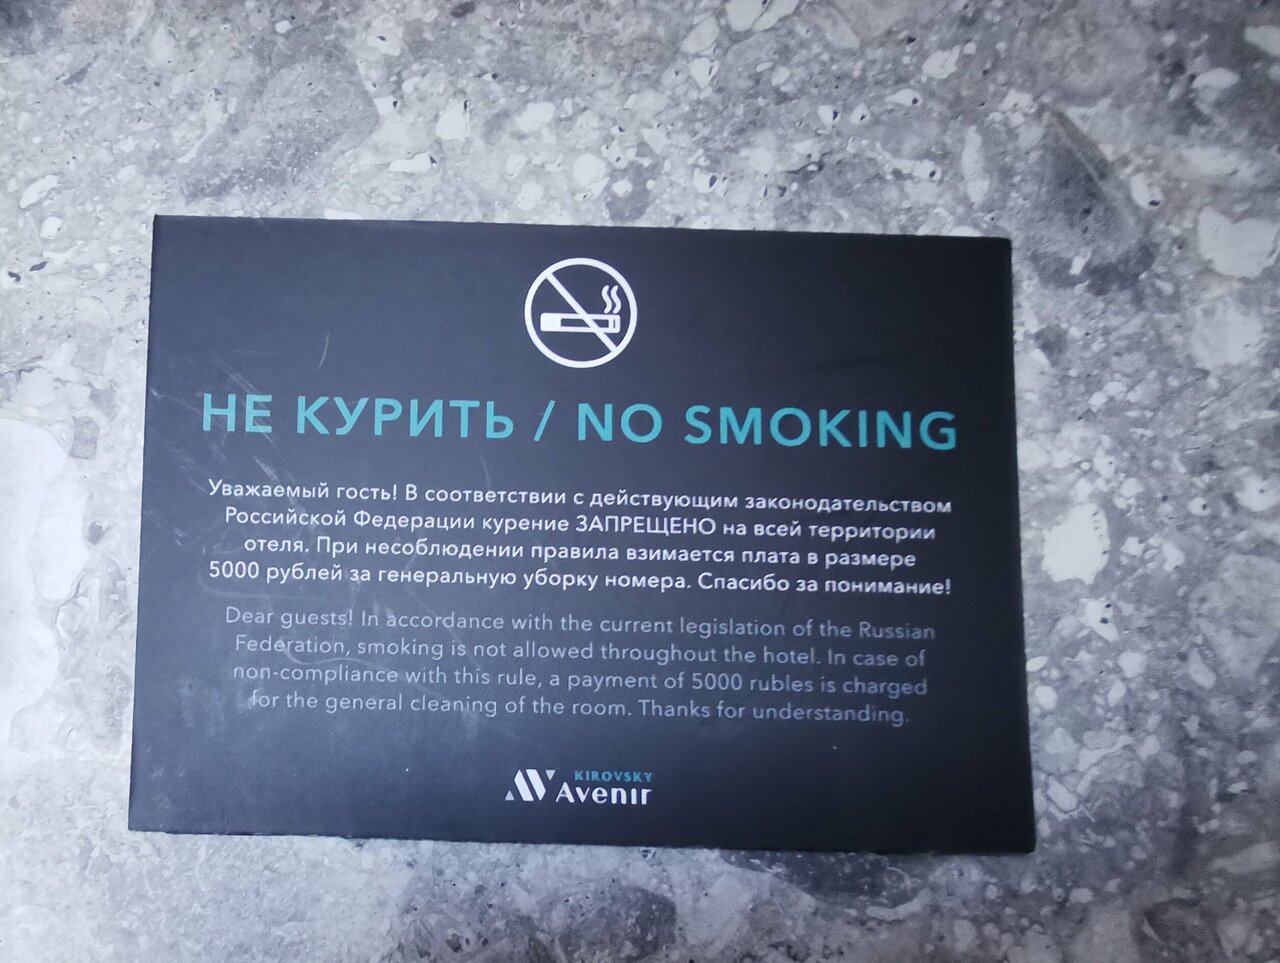 НЕ КУРИТЬ / NO SMOKING
Уважаемый гость! В соответствии с действующим законодательством
Российской Федерации курение ЗАПРЕЩЕНО на всей территории
отеля. При несоблюдении правила взимается плата в размере
5000 рублей за генеральную уборку номера. Спасибо за понимание!
Dear guests! In accordance with the current legislation of the Russian
Federation, smoking is not allowed throughout the hotel. In case of
non-compliance with this rule, a payment of 5000 rubles is charged
for the general cleaning of the room. Thanks for understanding.
KIROVSKY
Avenir